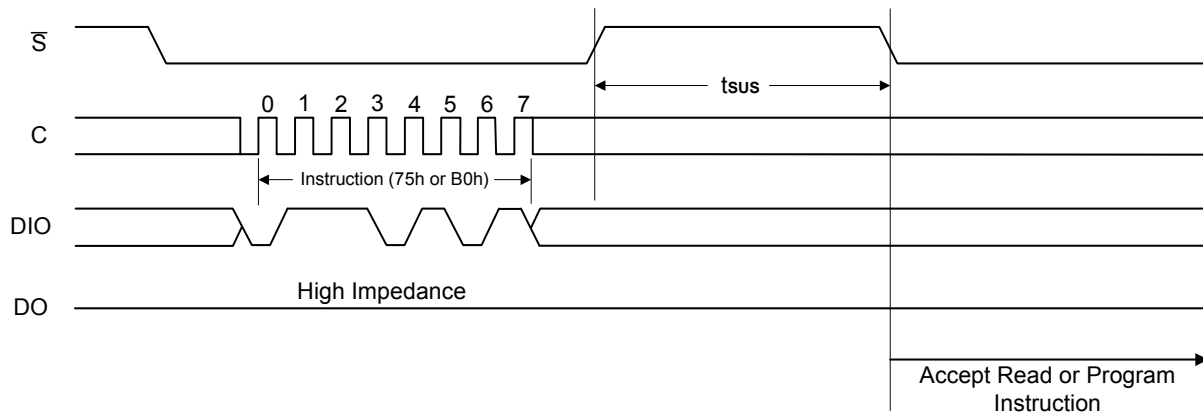 S̅
tsus
0 1 2 3 4 5 6 7
C
Instruction (75h or B0h)
DIO
High Impedance
DO
Accept Read or Program
Instruction